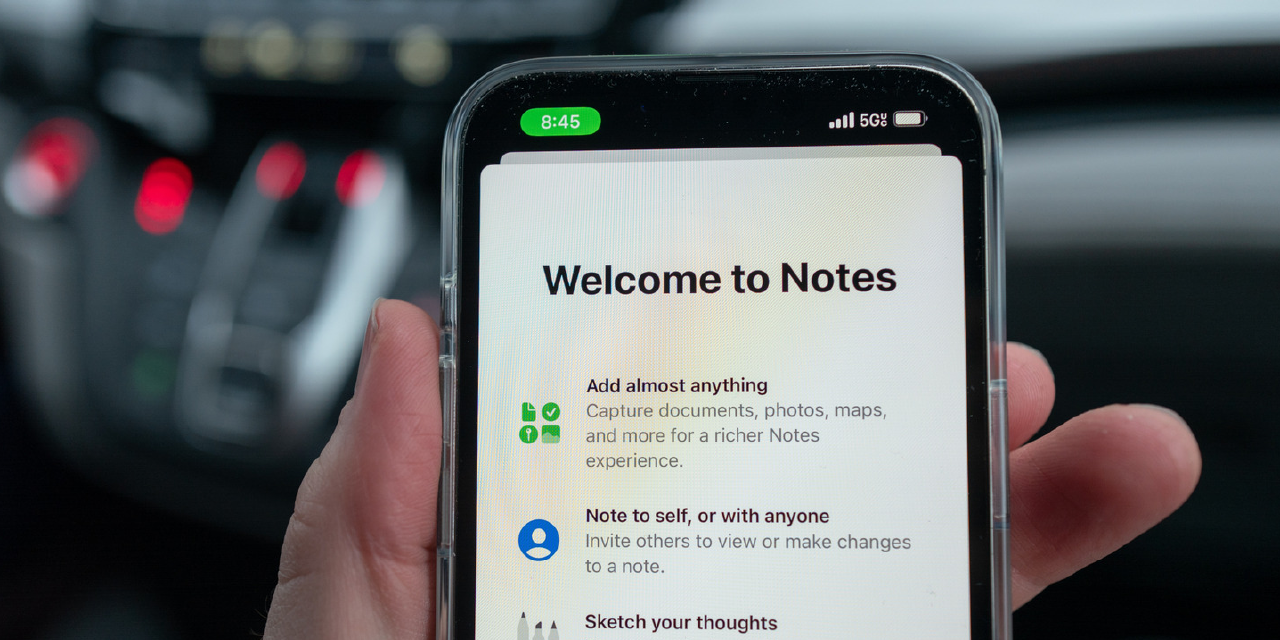 8:45
5G
Welcome to Notes
Add almost anything
Capture documents, photos, maps,
and more for a richer Notes
experience.
Note to self, or with anyone
Invite others to view or make changes
to a note.
Sketch your thoughts